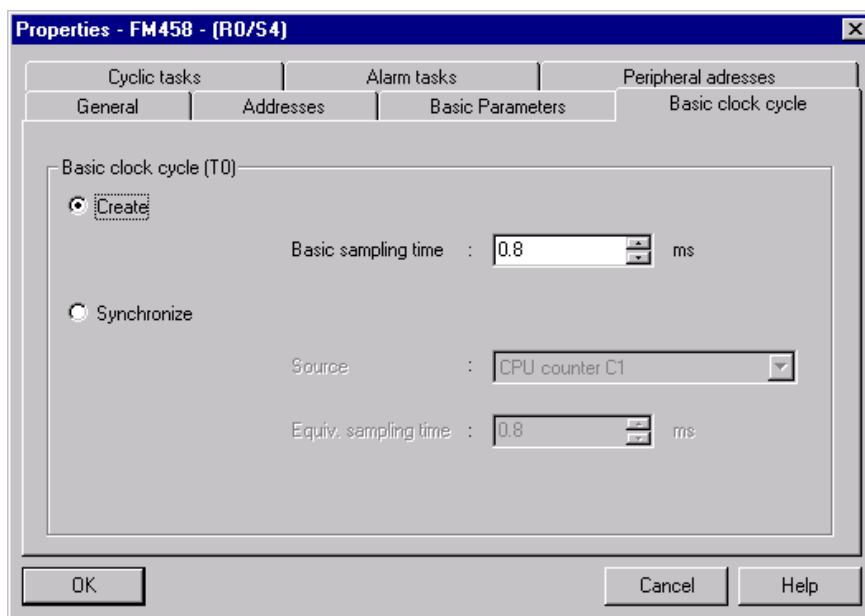 Properties - FM458 - (R0/S4)
Cyclic tasks Alarm tasks Peripheral adresses
General Addresses Basic Parameters Basic clock cycle
Basic clock cycle (T0)
Create
Basic sampling time : 0.8 ms
Synchronize
Source : CPU counter C1
Equiv. sampling time : 0.8 ms
OK Cancel Help